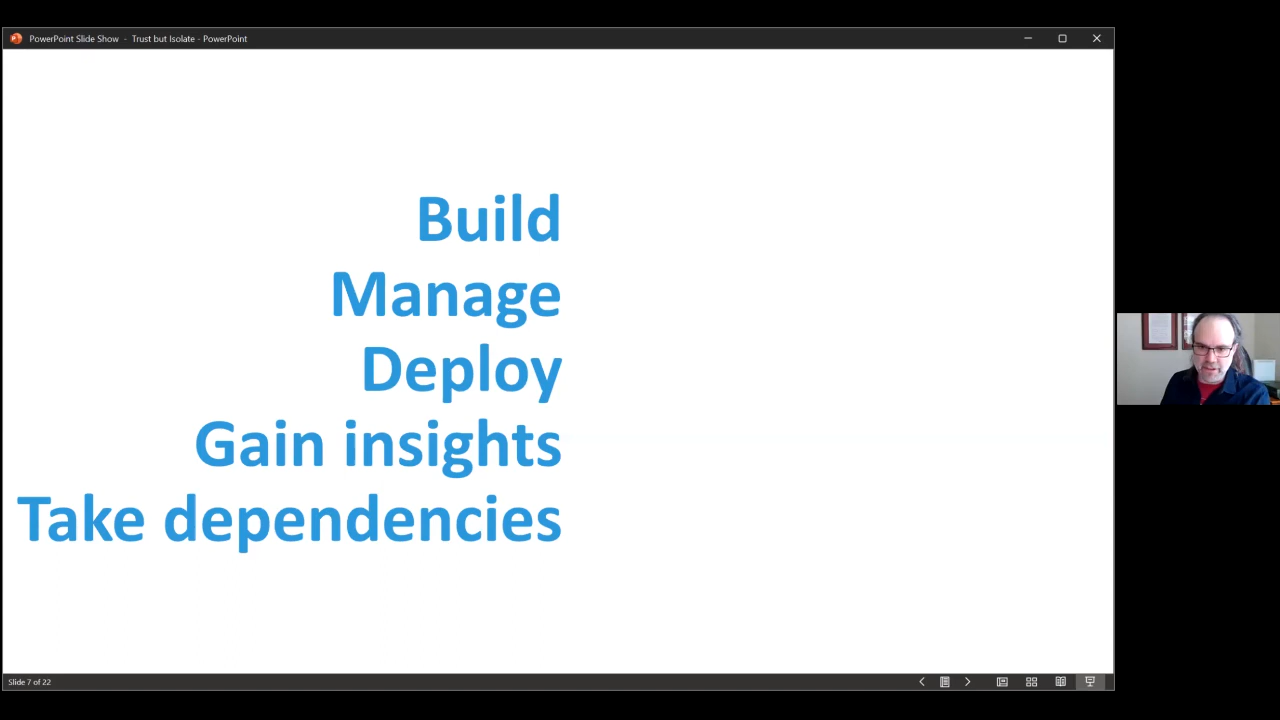 PowerPoint Slide Show - Trust but Isolate - PowerPoint
Build
Manage
Deploy
Gain insights
Take dependencies
Slide 7 of 22